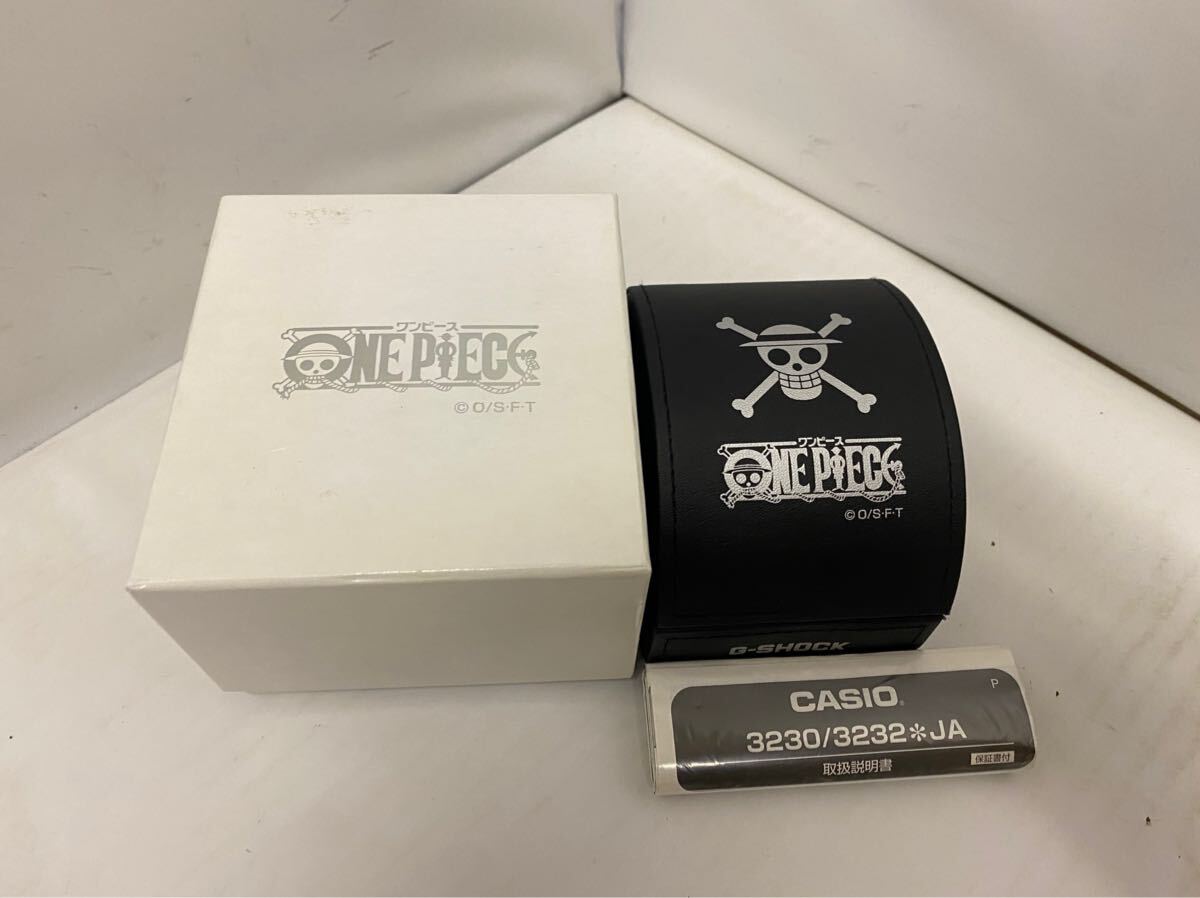 ワンピース
ONE PIECE
©O/S·F·T
ワンピース
ONE PIECE
©O/S·F·T
G-SHOCK
P
CASIO®
3230/3232✻JA
取扱説明書
保証書付